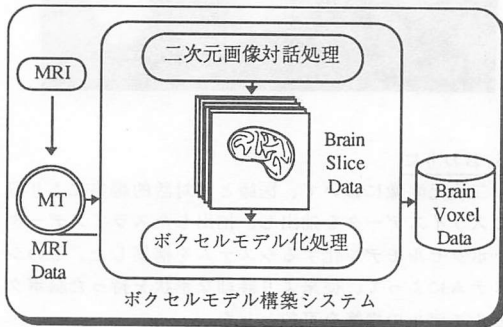 二次元画像対話処理
MRI
Brain
Slice
Data
MT
MRI
Data
Brain
Voxel
Data
ボクセルモデル化処理
ボクセルモデル構築システム